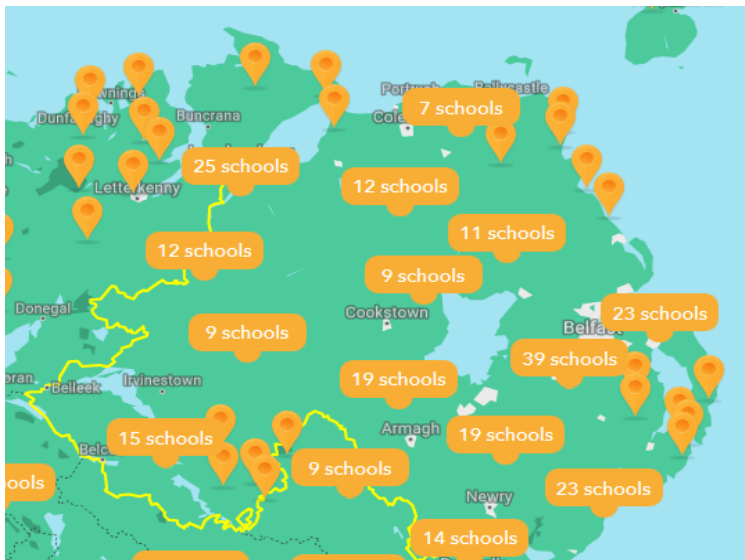 Buncrana
Ballycastle
7 schools
25 schools
Letterkenny
12 schools
11 schools
12 schools
9 schools
Donegal
Cookstown
23 schools
Belfast
9 schools
39 schools
Belleek
Irvinestown
19 schools
15 schools
Armagh
19 schools
9 schools
ools
23 schools
Newry
14 schools